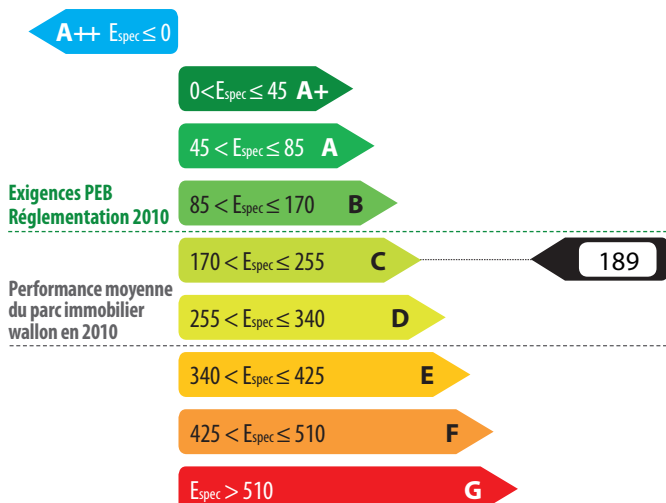 A++ Espec ≤ 0
0<Espec ≤ 45 A+
45 < Espec ≤ 85 A
Exigences PEB
Réglementation 2010
85 < Espec ≤ 170 B
170 < Espec ≤ 255 C
189
Performance moyenne
du parc immobilier
wallon en 2010
255 < Espec ≤ 340 D
340 < Espec ≤ 425 E
425 < Espec ≤ 510 F
Espec > 510 G